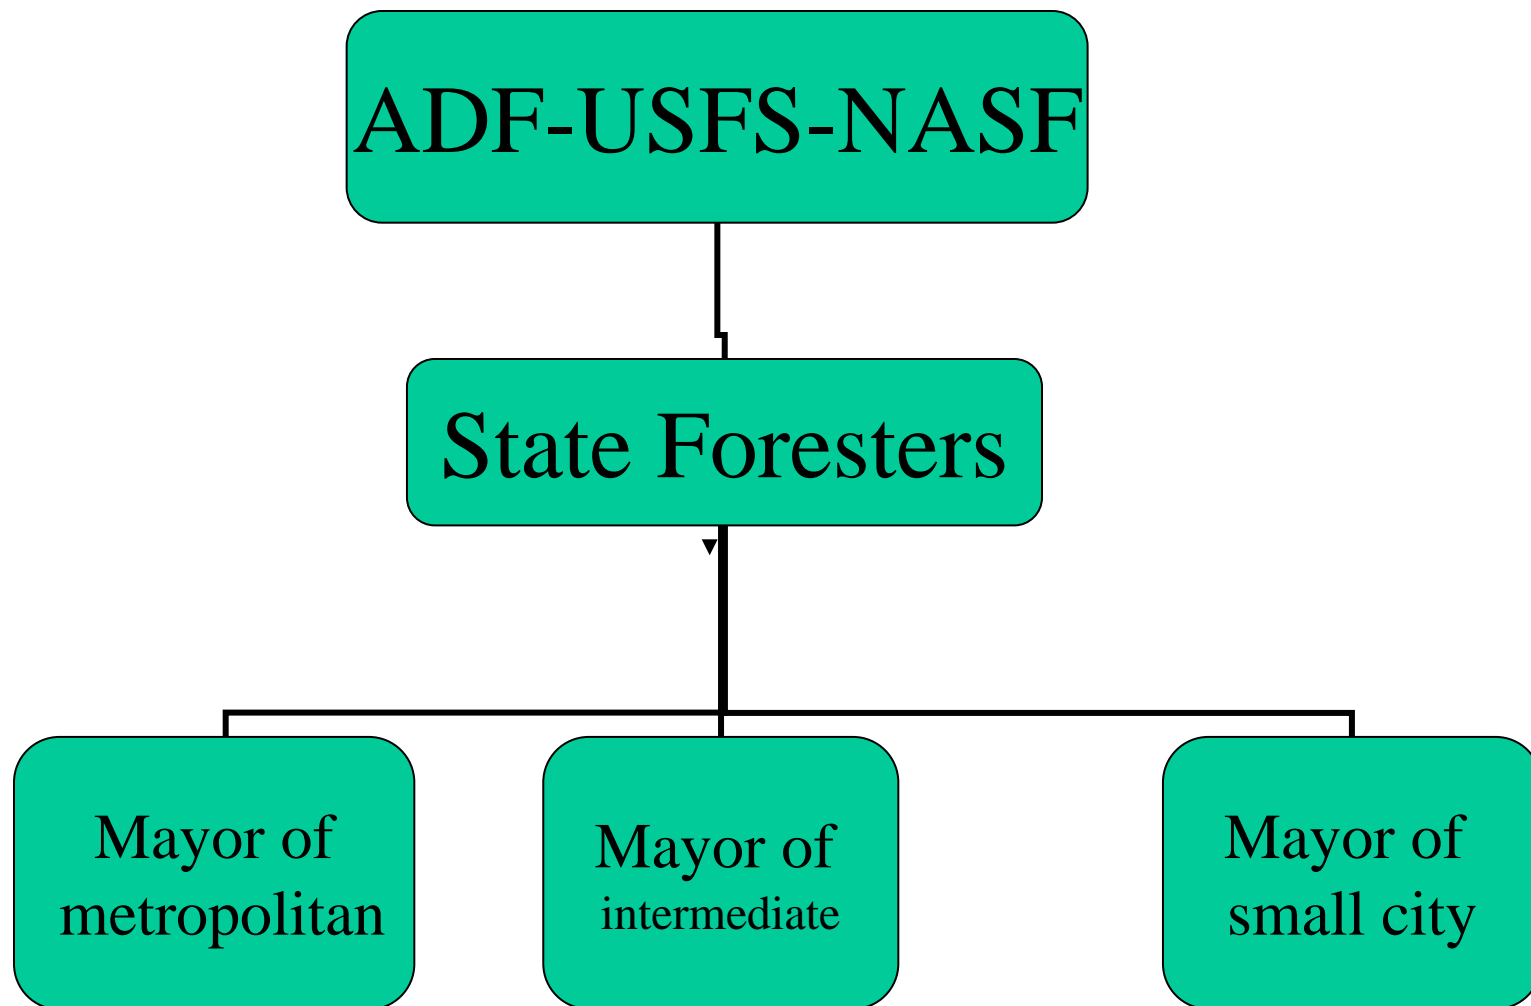 ADF-USFS-NASF
State Foresters
Mayor of
metropolitan
Mayor of
intermediate
Mayor of
small city